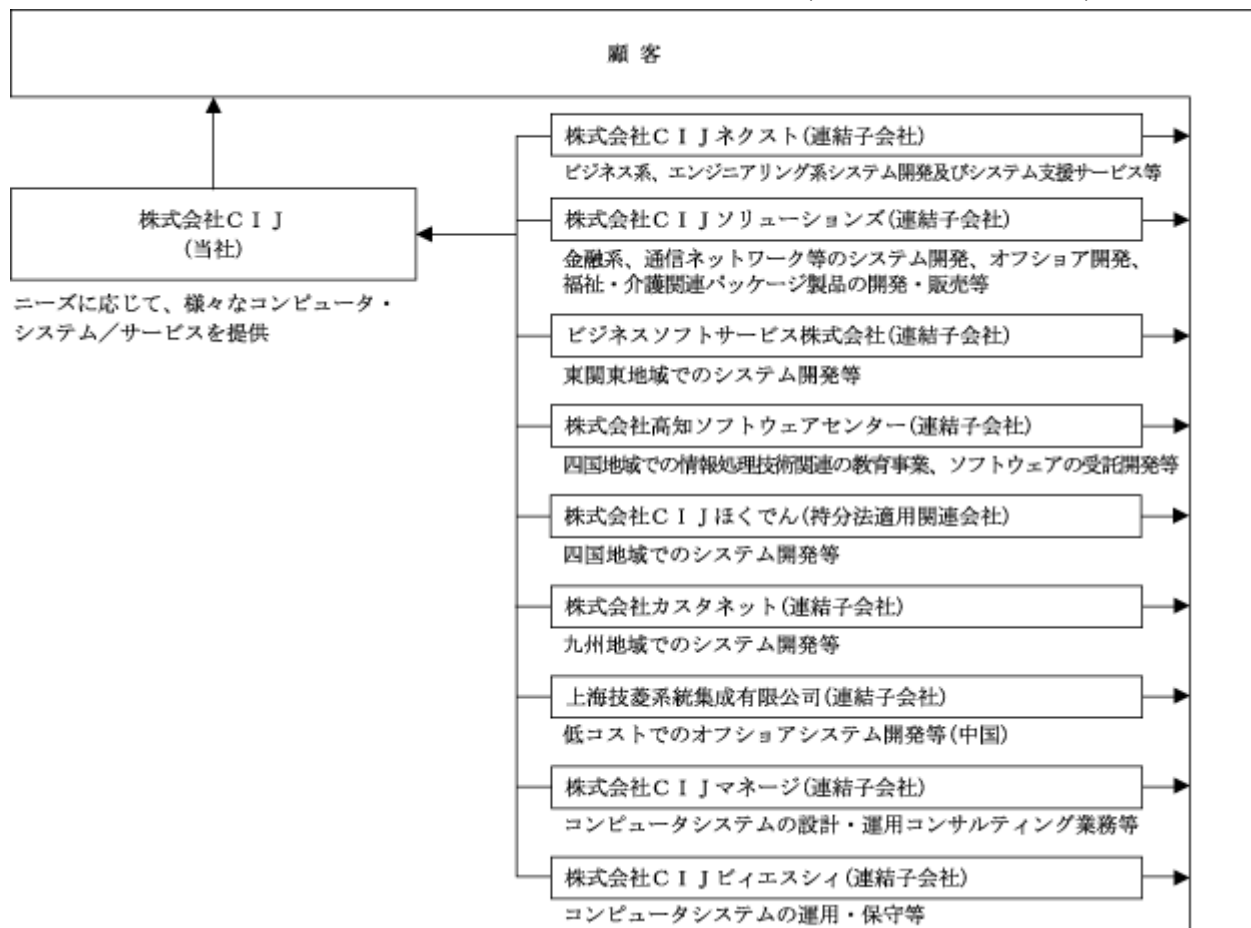 顧 客
株式会社ＣＩＪ
(当社)
ニーズに応じて、様々なコンピュータ・
システム／サービスを提供
株式会社ＣＩＪネクスト(連結子会社)
ビジネス系、エンジニアリング系システム開発及びシステム支援サービス等
株式会社ＣＩＪソリューションズ(連結子会社)
金融系、通信ネットワーク等のシステム開発、オフショア開発、
福祉・介護関連パッケージ製品の開発・販売等
ビジネスソフトサービス株式会社(連結子会社)
東関東地域でのシステム開発等
株式会社高知ソフトウェアセンター(連結子会社)
四国地域での情報処理技術関連の教育事業、ソフトウェアの受託開発等
株式会社ＣＩＪほくでん(持分法適用関連会社)
四国地域でのシステム開発等
株式会社カスタネット(連結子会社)
九州地域でのシステム開発等
上海技菱系統集成有限公司(連結子会社)
低コストでのオフショアシステム開発等(中国)
株式会社ＣＩＪマネージ(連結子会社)
コンピュータシステムの設計・運用コンサルティング業務等
株式会社ＣＩＪビィエスシィ(連結子会社)
コンピュータシステムの運用・保守等